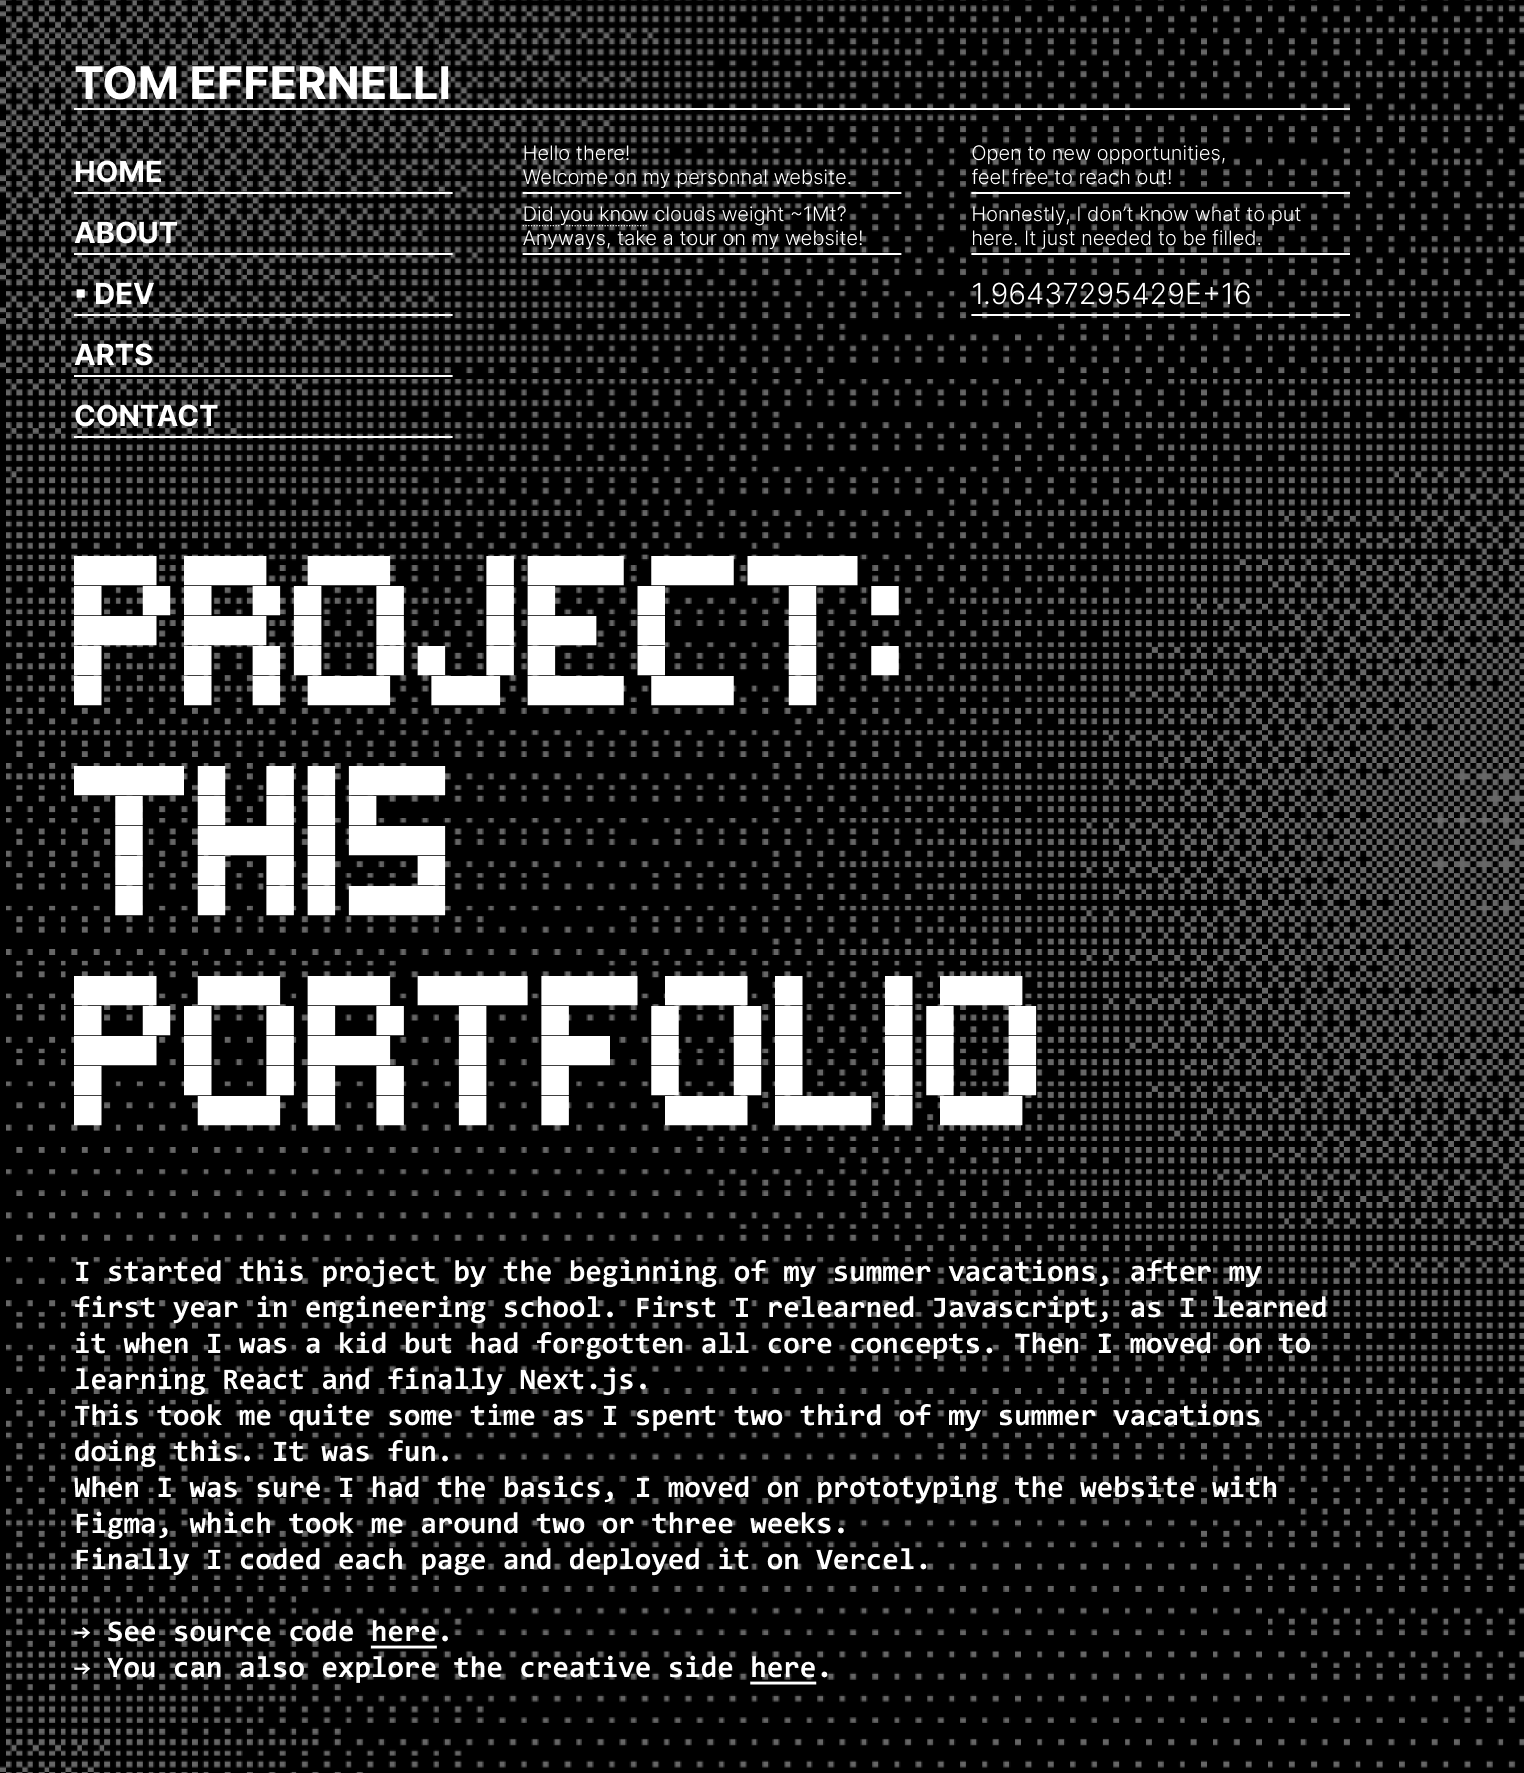 TOM EFFERNELLI
HOME
ABOUT
▪ DEV
ARTS
CONTACT
Hello there!
Welcome on my personnal website.
Did you know clouds weight ~1Mt?
Anyways, take a tour on my website!
Open to new opportunities,
feel free to reach out!
Honnestly, I don't know what to put
here. It just needed to be filled.
1.96437295429E+16
PROJECT:
THIS
PORTFOLIO
I started this project by the beginning of my summer vacations, after my
first year in engineering school. First I relearned Javascript, as I learned
it when I was a kid but had forgotten all core concepts. Then I moved on to
learning React and finally Next.js.
This took me quite some time as I spent two third of my summer vacations
doing this. It was fun.
When I was sure I had the basics, I moved on prototyping the website with
Figma, which took me around two or three weeks.
Finally I coded each page and deployed it on Vercel.
→ See source code here.
→ You can also explore the creative side here.